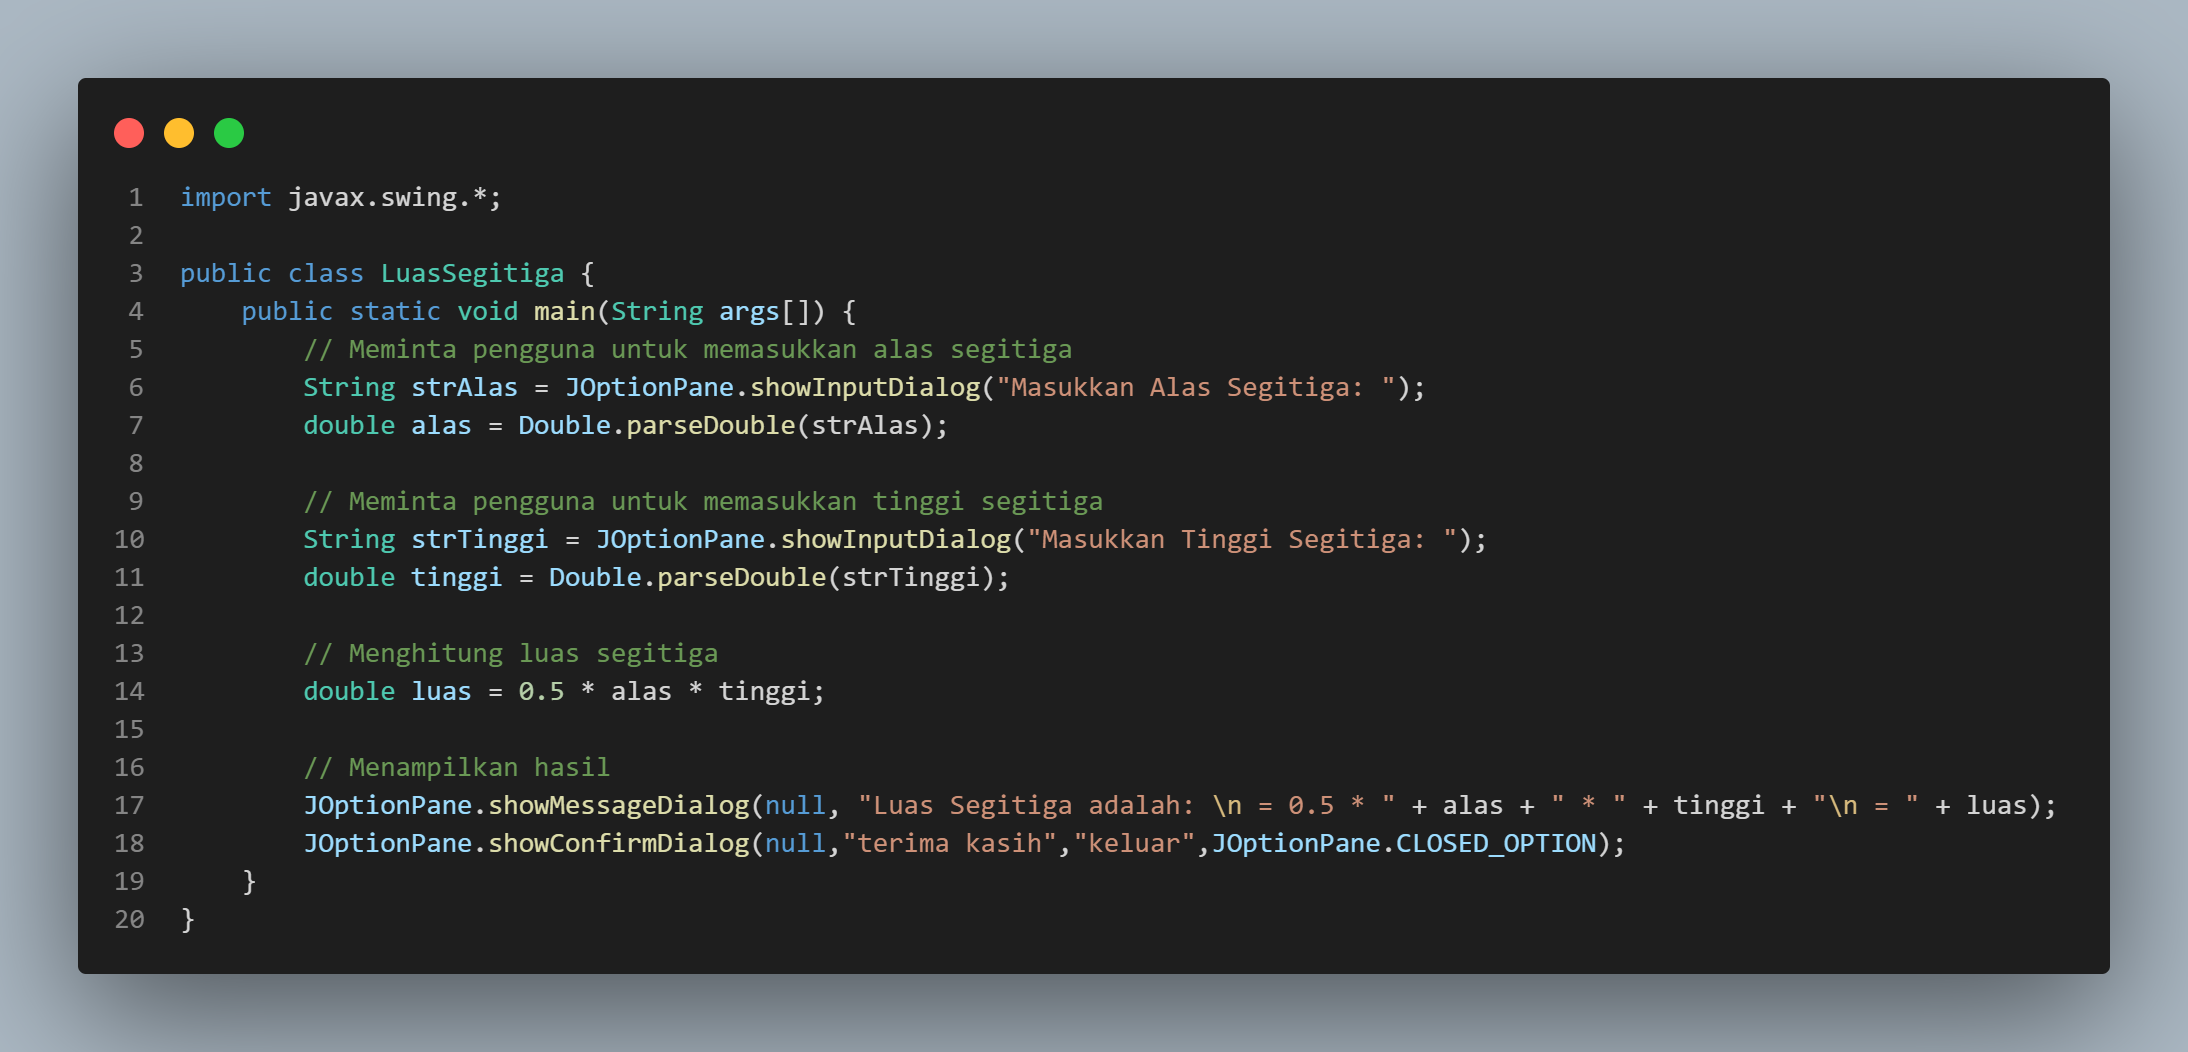 1 import javax.swing.*;
2
3 public class LuasSegitiga {
4     public static void main(String args[]) {
5         // Meminta pengguna untuk memasukkan alas segitiga
6         String strAlas = JOptionPane.showInputDialog("Masukkan Alas Segitiga: ");
7         double alas = Double.parseDouble(strAlas);
8
9         // Meminta pengguna untuk memasukkan tinggi segitiga
10         String strTinggi = JOptionPane.showInputDialog("Masukkan Tinggi Segitiga: ");
11         double tinggi = Double.parseDouble(strTinggi);
12
13         // Menghitung luas segitiga
14         double luas = 0.5 * alas * tinggi;
15
16         // Menampilkan hasil
17         JOptionPane.showMessageDialog(null, "Luas Segitiga adalah: \n = 0.5 * " + alas + " * " + tinggi + "\n = " + luas);
18         JOptionPane.showConfirmDialog(null,"terima kasih","keluar",JOptionPane.CLOSED_OPTION);
19     }
20 }